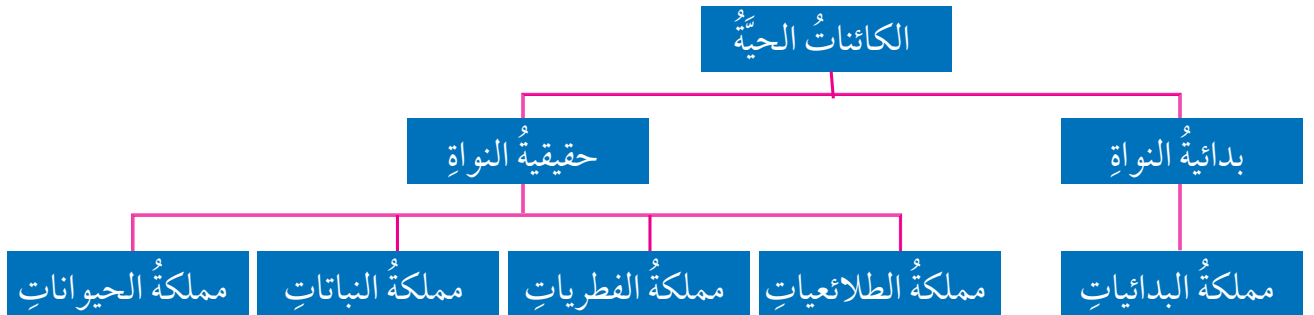 الكائناتُ الحيَّةُ
بدائيةُ النواةِ
حقيقيةُ النواةِ
مملكةُ البدائياتِ
مملكةُ الطلائعياتِ
مملكةُ الفطرياتِ
مملكةُ النباتاتِ
مملكةُ الحيواناتِ